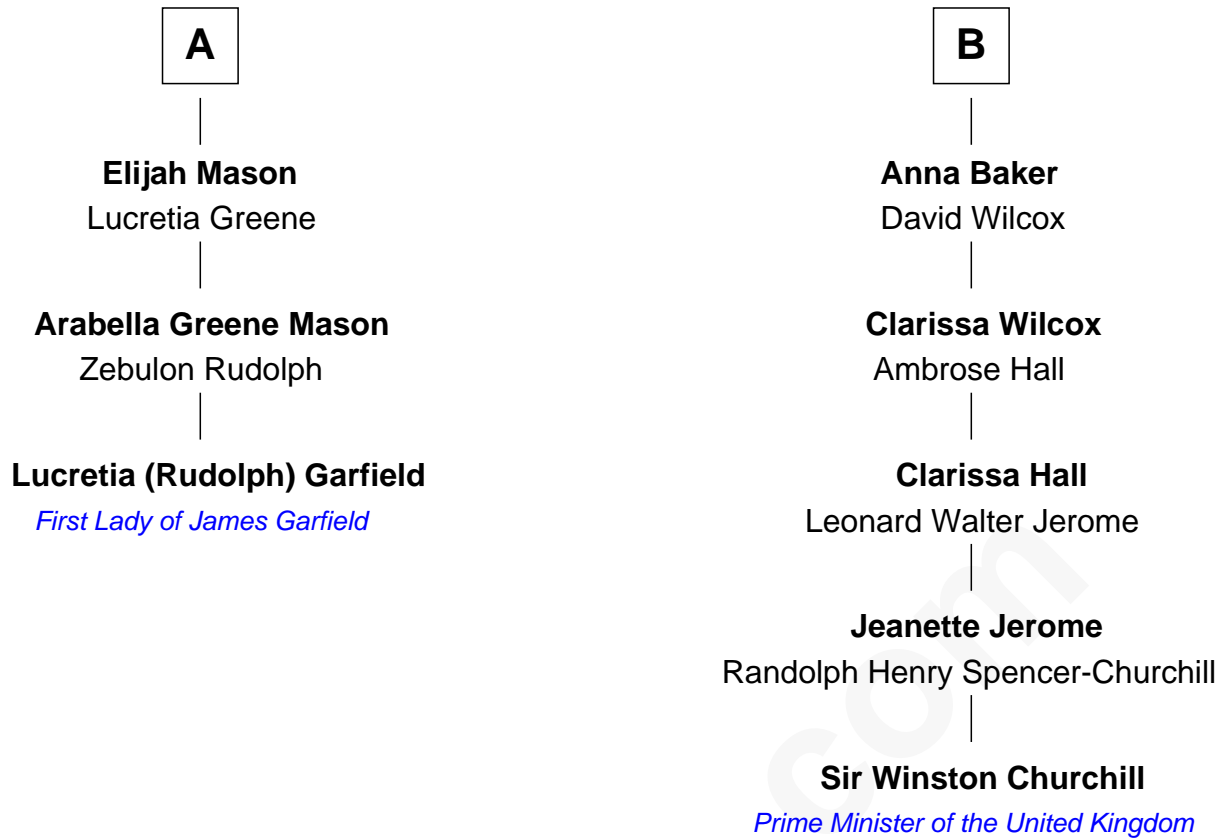 A
Elijah Mason
Lucretia Greene
Arabella Greene Mason
Zebulon Rudolph
Lucretia (Rudolph) Garfield
First Lady of James Garfield
B
Anna Baker
David Wilcox
Clarissa Wilcox
Ambrose Hall
Clarissa Hall
Leonard Walter Jerome
Jeanette Jerome
Randolph Henry Spencer-Churchill
Sir Winston Churchill
Prime Minister of the United Kingdom
com